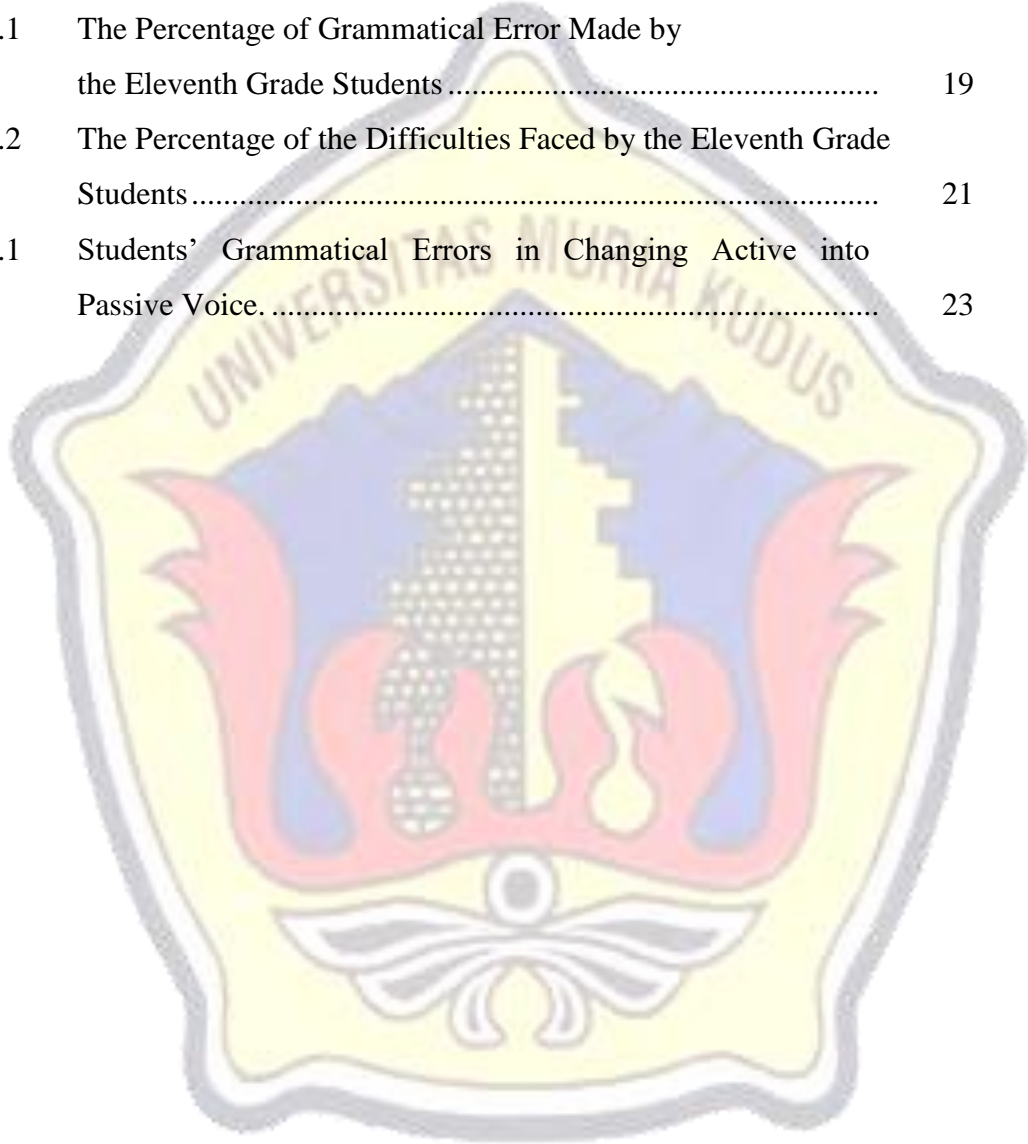 .1 The Percentage of Grammatical Error Made by
the Eleventh Grade Students ...................................................... 19
.2 The Percentage of the Difficulties Faced by the Eleventh Grade
Students ...................................................................................... 21
.1 Students’ Grammatical Errors in Changing Active into
Passive Voice. ............................................................................ 23
UNIVERSITAS MURIA KUDUS